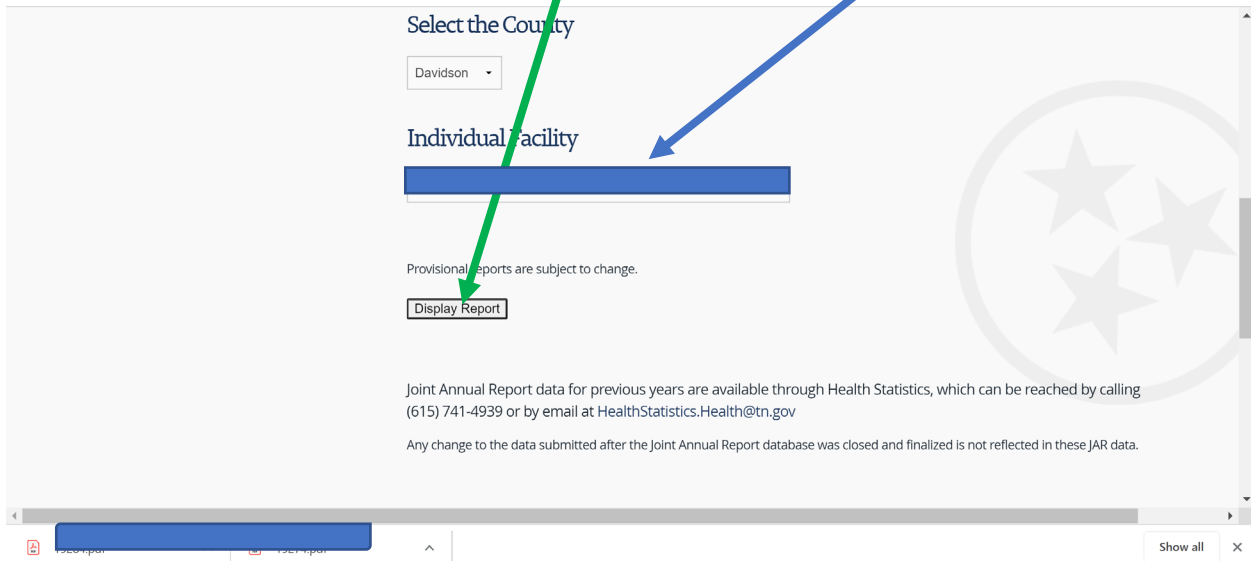 Select the County
Davidson
Individual Facility
Provisional reports are subject to change.
Display Report
Joint Annual Report data for previous years are available through Health Statistics, which can be reached by calling
(615) 741-4939 or by email at HealthStatistics.Health@tn.gov
Any change to the data submitted after the Joint Annual Report database was closed and finalized is not reflected in these JAR data.
Show all